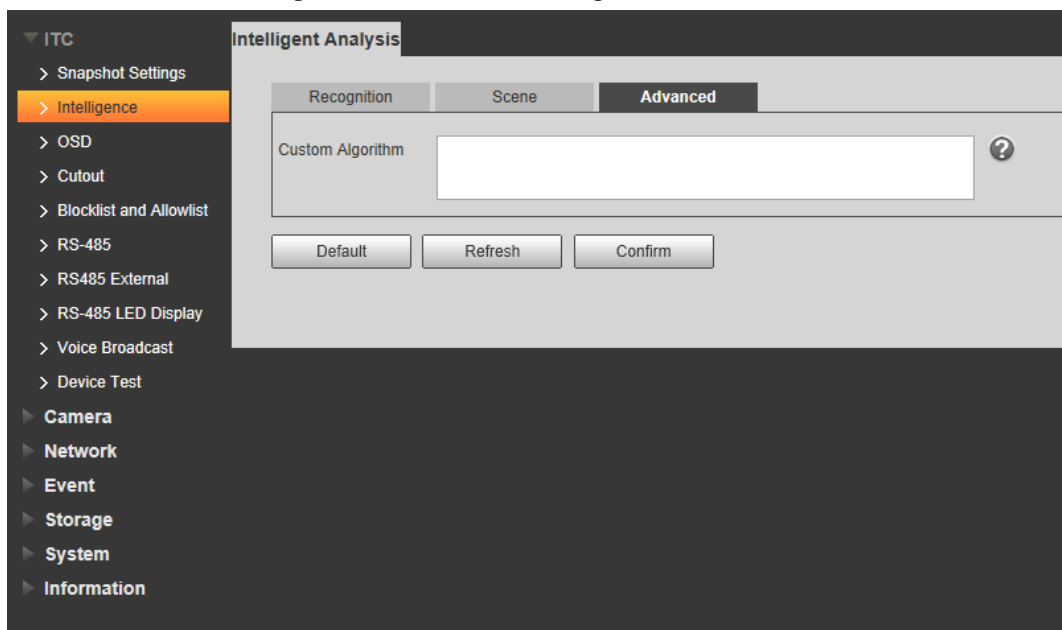 ITC
Snapshot Settings
Intelligence
OSD
Cutout
Blocklist and Allowlist
RS-485
RS485 External
RS-485 LED Display
Voice Broadcast
Device Test
Camera
Network
Event
Storage
System
Information
Intelligent Analysis
Recognition Scene Advanced
Custom Algorithm ?
Default Refresh Confirm